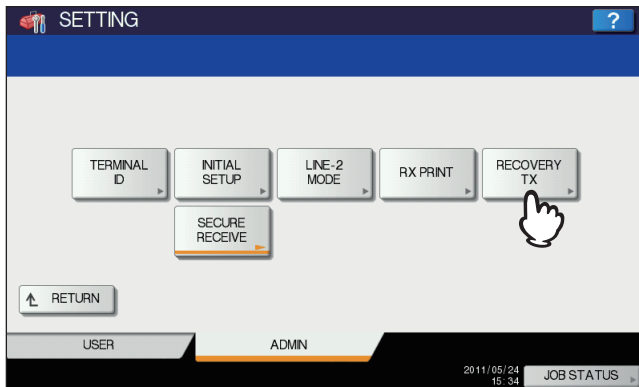 SETTING
?
TERMINAL
ID
INITIAL
SETUP
LINE-2
MODE
RX PRINT
RECOVERY
TX
SECURE
RECEIVE
RETURN
USER
ADMIN
2011/05/24
15:34
JOB STATUS